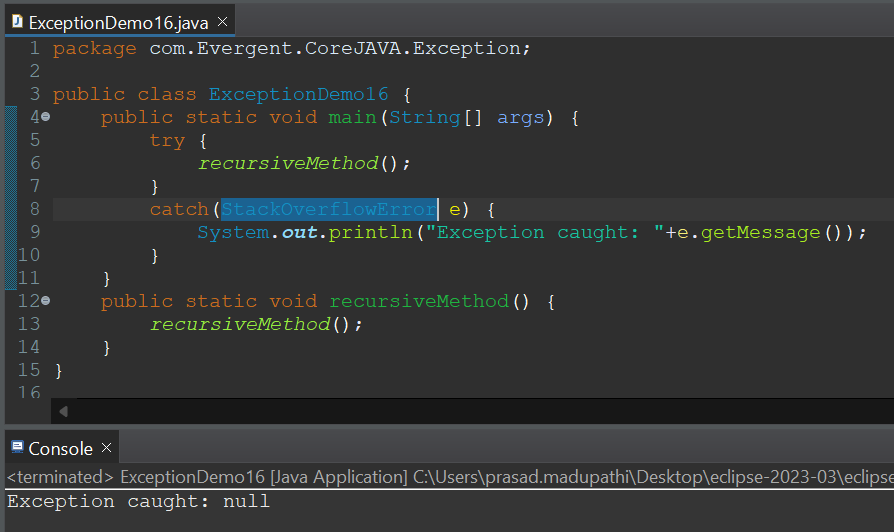 ExceptionDemo16.java
1 package com.Evergent.CoreJAVA.Exception;
2
3 public class ExceptionDemo16 {
4 public static void main(String[] args) {
5 try {
6 recursiveMethod();
7 }
8 catch(StackOverflowError e) {
9 System.out.println("Exception caught: "+e.getMessage());
10 }
11 }
12 public static void recursiveMethod() {
13 recursiveMethod();
14 }
15 }
16
Console
<terminated> ExceptionDemo16 [Java Application] C:\Users\prasad.madupathi\Desktop\eclipse-2023-03\eclipse
Exception caught: null